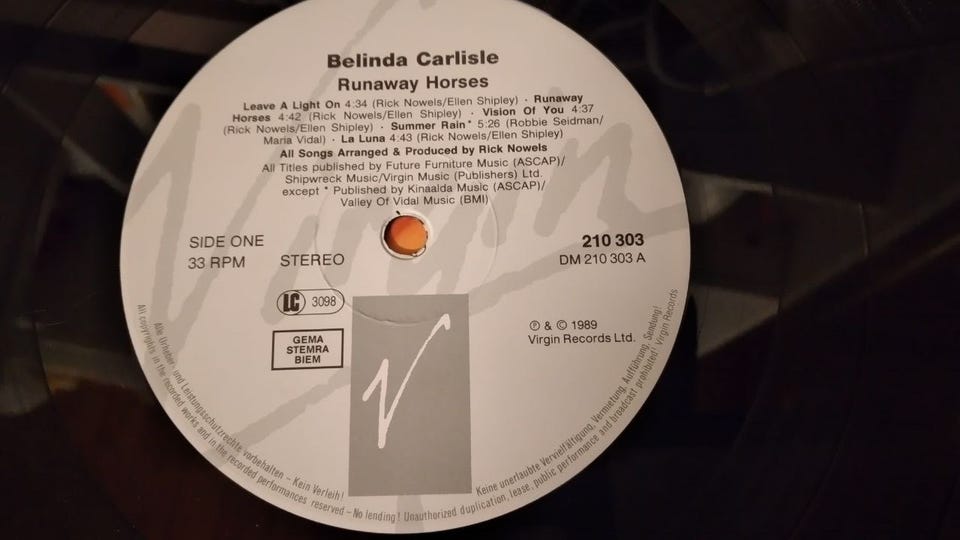 Belinda Carlisle
Runaway Horses
Leave A Light On 4:34 (Rick Nowels/Ellen Shipley) · Runaway
Horses 4:42 (Rick Nowels/Ellen Shipley) · Vision Of You 4:37
(Rick Nowels/Ellen Shipley) · Summer Rain* 5:26 (Robbie Seidman/
Maria Vidal) · La Luna 4:43 (Rick Nowels/Ellen Shipley)
All Songs Arranged & Produced by Rick Nowels
All Titles published by Future Furniture Music (ASCAP)/
Shipwreck Music/Virgin Music (Publishers) Ltd.
except * Published by Kinaalda Music (ASCAP)/
Valley Of Vidal Music (BMI)
Virgin
SIDE ONE
33 RPM
STEREO
210 303
DM 210 303 A
LC 3098
GEMA
STEMRA
BIEM
℗ & © 1989
Virgin Records Ltd.
V
Alle Urheber- und Leistungsschutzrechte vorbehalten – Kein Verleih! Keine unerlaubte Vervielfältigung, Vermietung, Aufführung, Sendung!
All copyrights in the recorded works and in the recorded performances reserved – No lending! Unauthorized duplication, lease, public performance and broadcast prohibited! Virgin Records